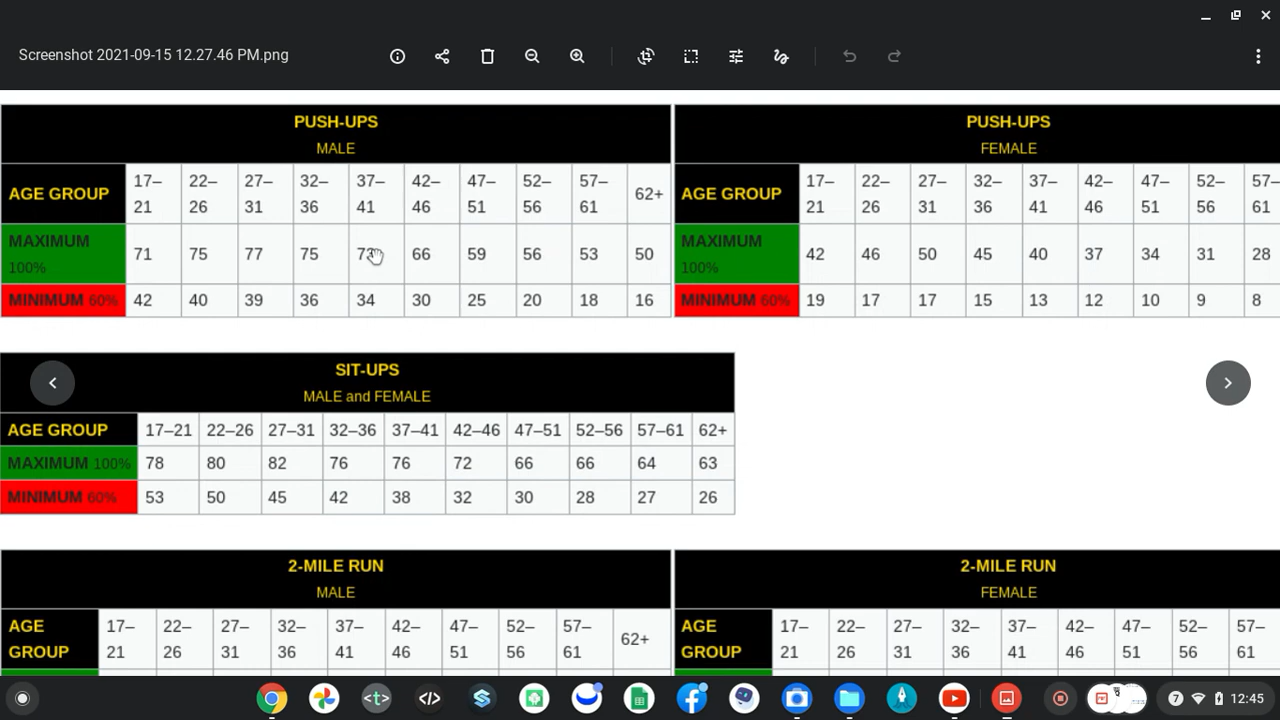 Screenshot 2021-09-15 12.27.46 PM.png
PUSH-UPS
MALE
AGE GROUP 17–21 22–26 27–31 32–36 37–41 42–46 47–51 52–56 57–61 62+
MAXIMUM 100% 71 75 77 75 73 66 59 56 53 50
MINIMUM 60% 42 40 39 36 34 30 25 20 18 16
PUSH-UPS
FEMALE
AGE GROUP 17–21 22–26 27–31 32–36 37–41 42–46 47–51 52–56 57–61
MAXIMUM 100% 42 46 50 45 40 37 34 31 28
MINIMUM 60% 19 17 17 15 13 12 10 9 8
SIT-UPS
MALE and FEMALE
AGE GROUP 17–21 22–26 27–31 32–36 37–41 42–46 47–51 52–56 57–61 62+
MAXIMUM 100% 78 80 82 76 76 72 66 66 64 63
MINIMUM 60% 53 50 45 42 38 32 30 28 27 26
2-MILE RUN
MALE
AGE GROUP 17–21 22–26 27–31 32–36 37–41 42–46 47–51 52–56 57–61 62+
2-MILE RUN
FEMALE
AGE GROUP 17–21 22–26 27–31 32–36 37–41 42–46 47–51 52–56 57–61
<t> </> 7 12:45